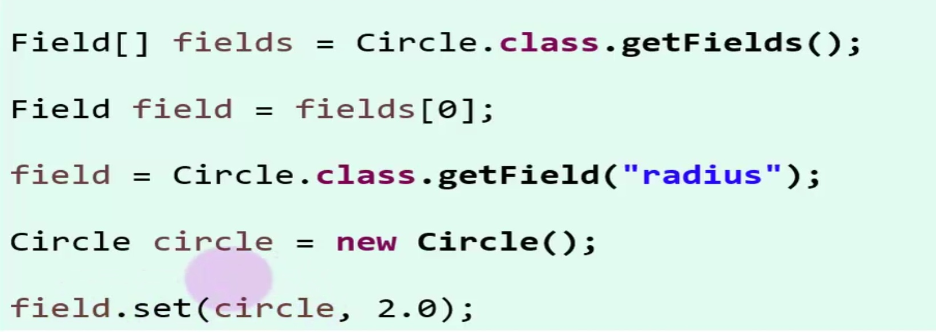 Field[] fields = Circle.class.getFields();
Field field = fields[0];
field = Circle.class.getField("radius");
Circle circle = new Circle();
field.set(circle, 2.0);